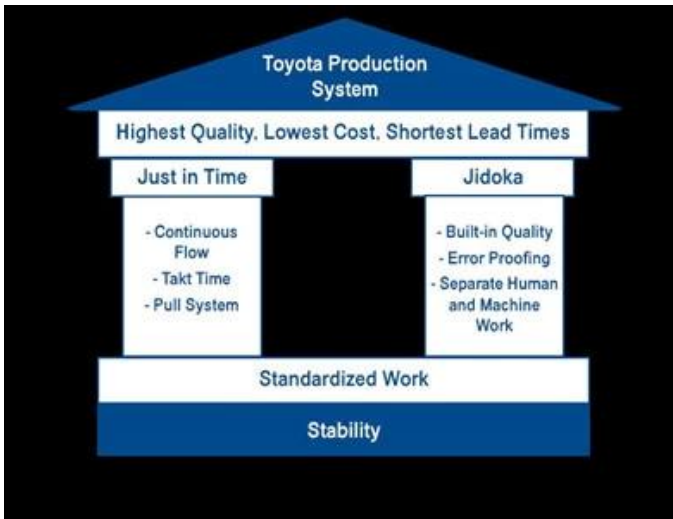 Toyota Production
System
Highest Quality, Lowest Cost, Shortest Lead Times
Just in Time
- Continuous
Flow
- Takt Time
- Pull System
Jidoka
- Built-in Quality
- Error Proofing
- Separate Human
and Machine
Work
Standardized Work
Stability